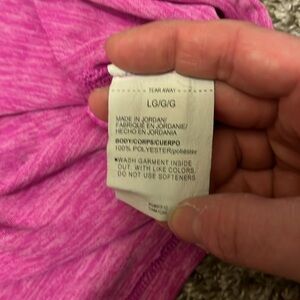 TEAR AWAY
LG/G/G
MADE IN JORDAN/
FABRIQUÉ EN JORDANIE/
HECHO EN JORDANIA
BODY/CORPS/CUERPO
100% POLYESTER/poliéster
•WASH GARMENT INSIDE
OUT, WITH LIKE COLORS,
DO NOT USE SOFTENERS